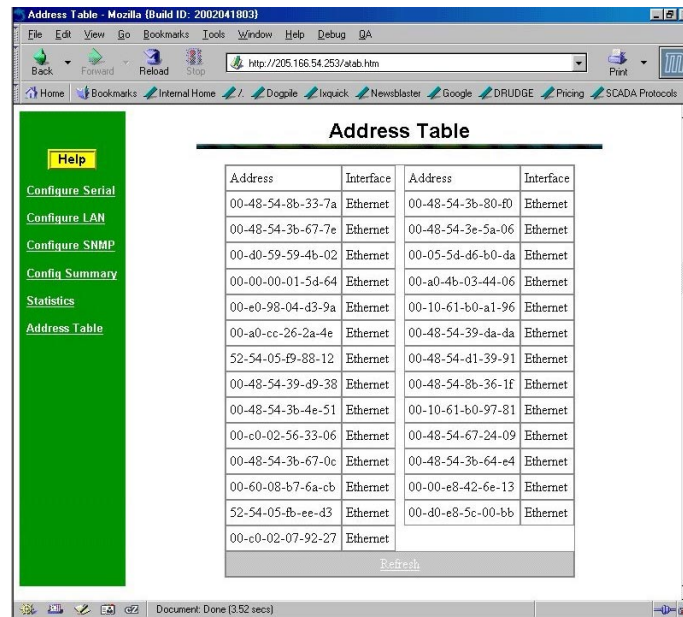 Address Table - Mozilla {Build ID: 2002041803}
File Edit View Go Bookmarks Tools Window Help Debug QA
Back Forward Reload Stop http://205.166.54.253/atab.htm Print
Home Bookmarks Internal Home /. Dogpile Ixquick Newsblaster Google DRUDGE Pricing SCADA Protocols
Address Table
Help
Configure Serial
Configure LAN
Configure SNMP
Config Summary
Statistics
Address Table
Address Interface Address Interface
00-48-54-8b-33-7a Ethernet 00-48-54-3b-80-f0 Ethernet
00-48-54-3b-67-7e Ethernet 00-48-54-3e-5a-06 Ethernet
00-d0-59-59-4b-02 Ethernet 00-05-5d-d6-b0-da Ethernet
00-00-00-01-5d-64 Ethernet 00-a0-4b-03-44-06 Ethernet
00-e0-98-04-d3-9a Ethernet 00-10-61-b0-a1-96 Ethernet
00-a0-cc-26-2a-4e Ethernet 00-48-54-39-da-da Ethernet
52-54-05-f9-88-12 Ethernet 00-48-54-d1-39-91 Ethernet
00-48-54-39-d9-38 Ethernet 00-48-54-8b-36-1f Ethernet
00-48-54-3b-4e-51 Ethernet 00-10-61-b0-97-81 Ethernet
00-c0-02-56-33-06 Ethernet 00-48-54-67-24-09 Ethernet
00-48-54-3b-67-0c Ethernet 00-48-54-3b-64-e4 Ethernet
00-60-08-b7-6a-cb Ethernet 00-00-e8-42-6e-13 Ethernet
52-54-05-fb-ee-d3 Ethernet 00-d0-e8-5c-00-bb Ethernet
00-c0-02-07-92-27 Ethernet
Refresh
Document: Done (3.52 secs)